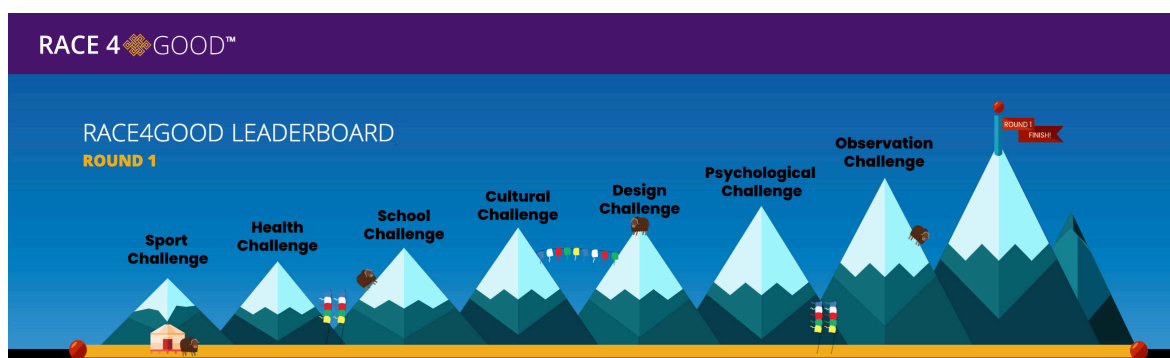 RACE 4 GOOD™
RACE4GOOD LEADERBOARD
ROUND 1
Sport
Challenge
Health
Challenge
School
Challenge
Cultural
Challenge
Design
Challenge
Psychological
Challenge
Observation
Challenge
ROUND 1
FINISH!